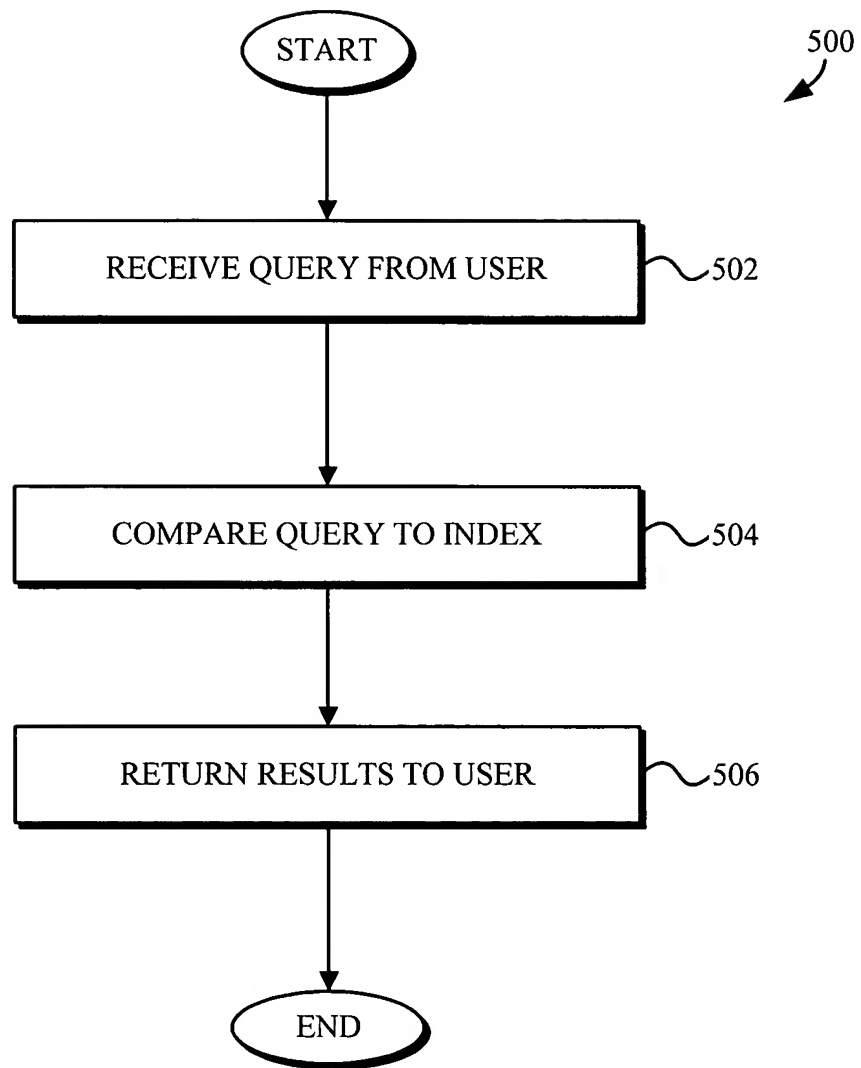 START
500
RECEIVE QUERY FROM USER
502
COMPARE QUERY TO INDEX
504
RETURN RESULTS TO USER
506
END